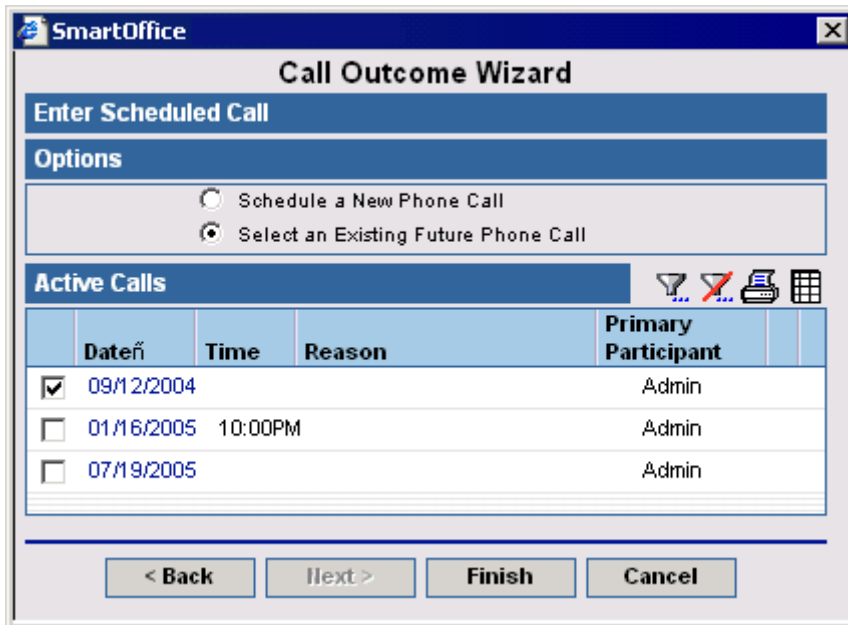 SmartOffice
Call Outcome Wizard
Enter Scheduled Call
Options
Schedule a New Phone Call
Select an Existing Future Phone Call
Active Calls
Dateñ Time Reason Primary Participant
09/12/2004 Admin
01/16/2005 10:00PM Admin
07/19/2005 Admin
< Back Next > Finish Cancel